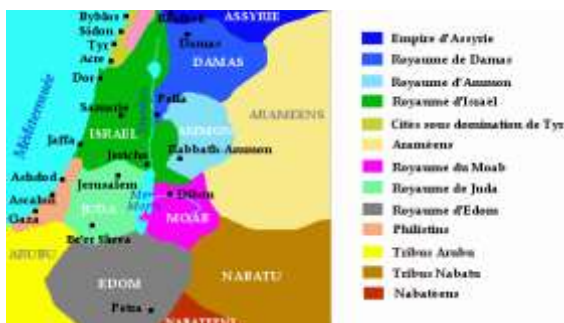 Byblos
Sidon
Tyr
Acre
Dor
ASSYRIE
Damas
DAMAS
Méditerranée
Samarie
Pella
ISRAEL
AMMON
ARAMEENS
Jaffa
Jericho
Rabbath-Ammon
Ashdod
Jerusalem
Ascalon
Gaza
JUDA
Mer
Morte
Dibon
MOAB
Be'er Sheva
ARUBU
EDOM
NABATU
Petra
NABATEENS
Empire d'Assyrie
Royaume de Damas
Royaume d'Ammon
Royaume d'Israël
Cités sous domination de Tyr
Araméens
Royaume du Moab
Royaume de Juda
Royaume d'Edom
Philistins
Tribus Arubu
Tribus Nabatu
Nabatéens